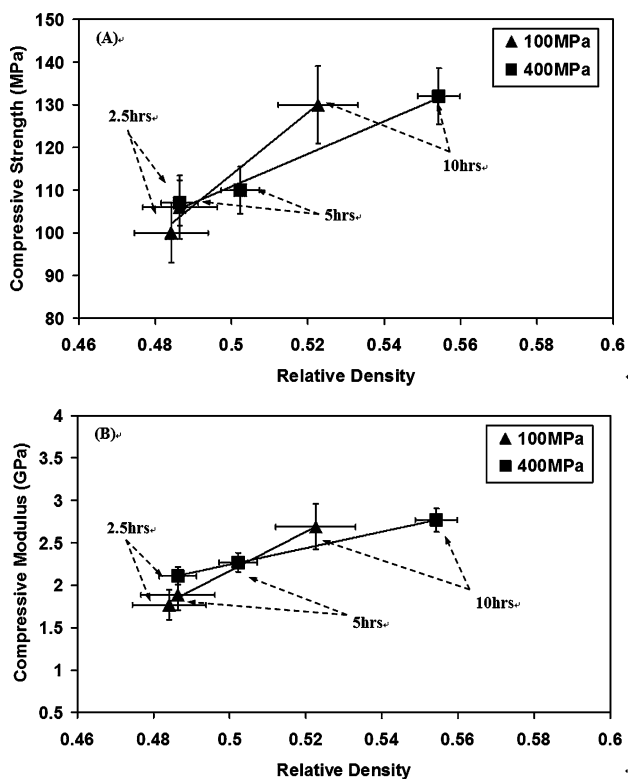 (A)
100MPa
400MPa
Compressive Strength (MPa)
150
140
130
120
110
100
90
80
2.5hrs
10hrs
5hrs
0.46 0.48 0.5 0.52 0.54 0.56 0.58 0.6
Relative Density
(B)
100MPa
400MPa
Compressive Modulus (GPa)
4
3.5
3
2.5
2
1.5
1
0.5
2.5hrs
10hrs
5hrs
0.46 0.48 0.5 0.52 0.54 0.56 0.58 0.6
Relative Density